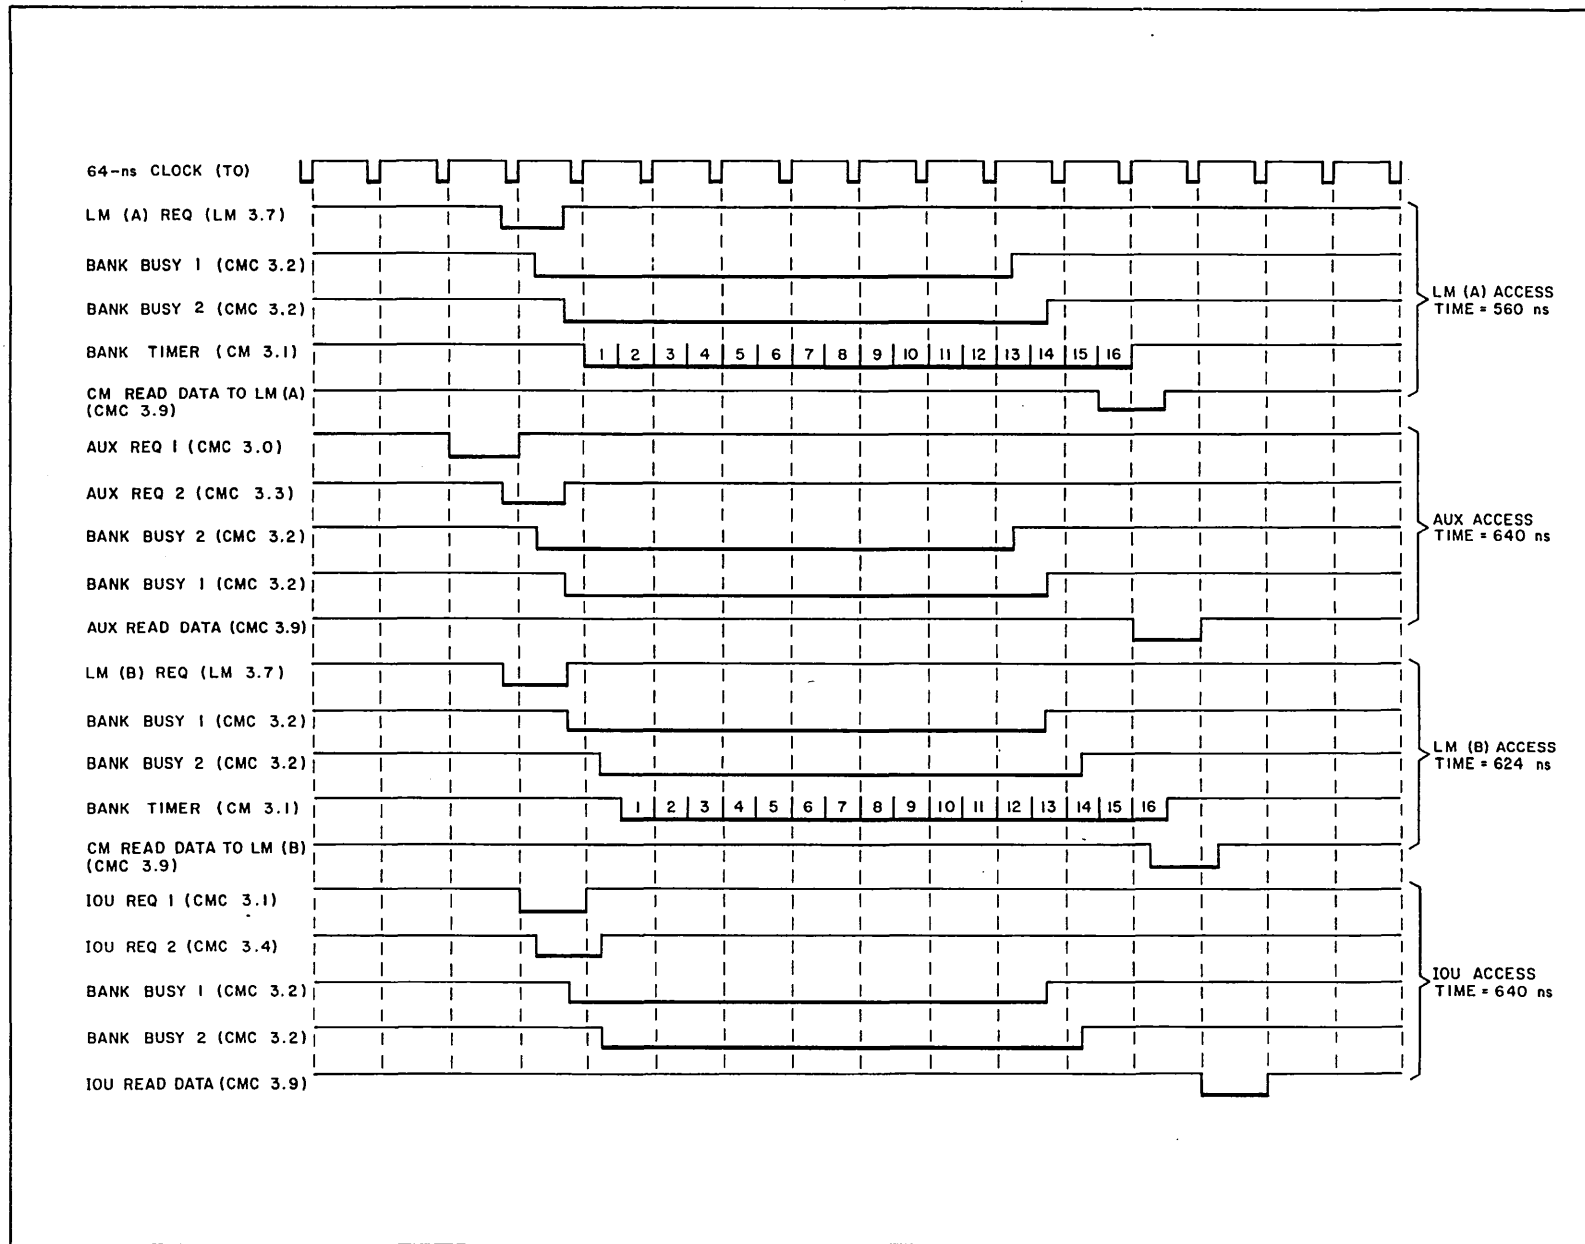 64-ns CLOCK (TO)
LM (A) REQ (LM 3.7)
BANK BUSY 1 (CMC 3.2)
BANK BUSY 2 (CMC 3.2)
LM (A) ACCESS
TIME = 560 ns
BANK TIMER (CM 3.1)
1 2 3 4 5 6 7 8 9 10 11 12 13 14 15 16
CM READ DATA TO LM (A)
(CMC 3.9)
AUX REQ 1 (CMC 3.0)
AUX REQ 2 (CMC 3.3)
BANK BUSY 2 (CMC 3.2)
AUX ACCESS
TIME = 640 ns
BANK BUSY 1 (CMC 3.2)
AUX READ DATA (CMC 3.9)
LM (B) REQ (LM 3.7)
BANK BUSY 1 (CMC 3.2)
BANK BUSY 2 (CMC 3.2)
LM (B) ACCESS
TIME = 624 ns
BANK TIMER (CM 3.1)
1 2 3 4 5 6 7 8 9 10 11 12 13 14 15 16
CM READ DATA TO LM (B)
(CMC 3.9)
IOU REQ 1 (CMC 3.1)
IOU REQ 2 (CMC 3.4)
BANK BUSY 1 (CMC 3.2)
IOU ACCESS
TIME = 640 ns
BANK BUSY 2 (CMC 3.2)
IOU READ DATA (CMC 3.9)